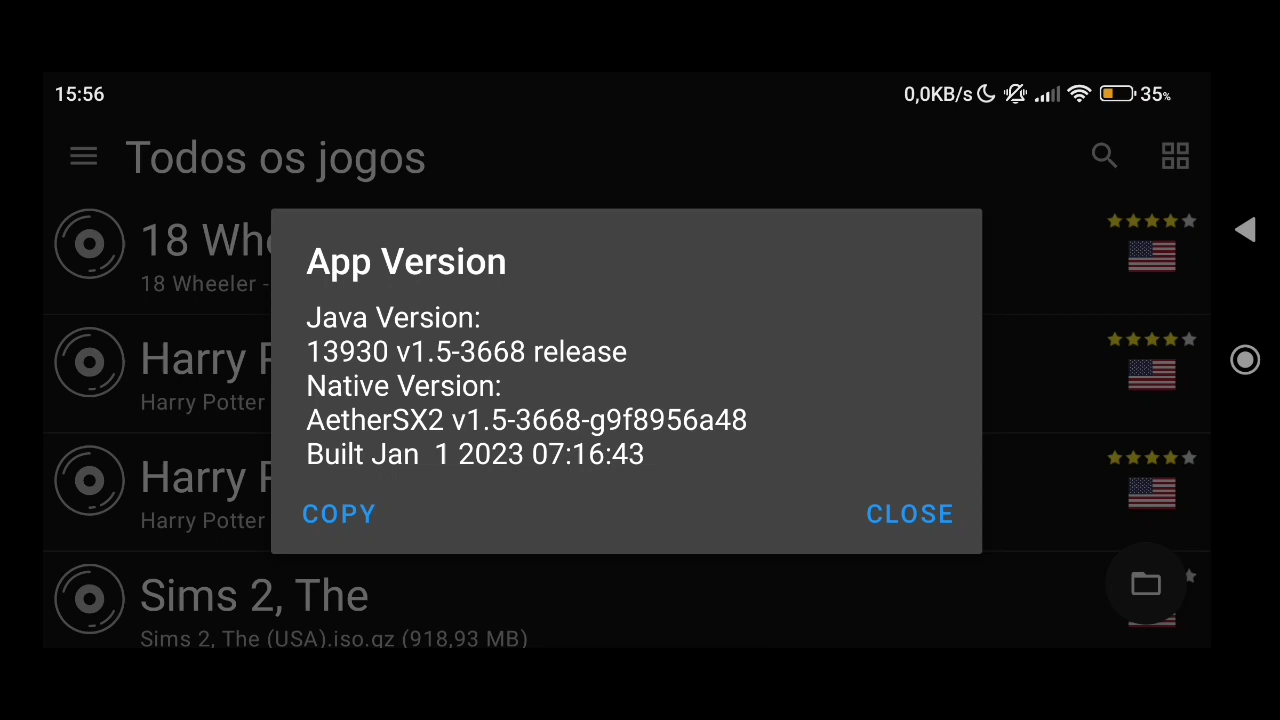 15:56
0,0KB/s
35%
Todos os jogos
18 Whe
18 Wheeler -
App Version
Java Version:
13930 v1.5-3668 release
Native Version:
AetherSX2 v1.5-3668-g9f8956a48
Built Jan  1 2023 07:16:43
COPY
CLOSE
Harry P
Harry Potter
Harry P
Harry Potter
Sims 2, The
Sims 2, The (USA).iso.gz (918,93 MB)